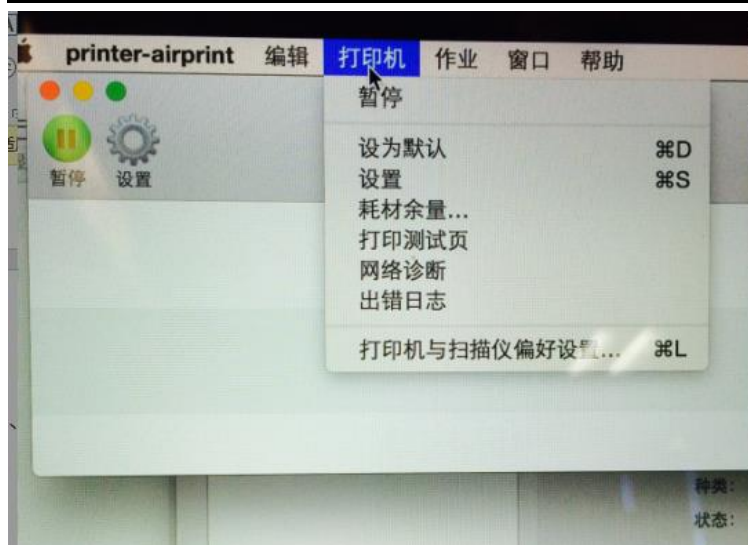 printer-airprint 编辑 打印机 作业 窗口 帮助
暂停
设为默认 ⌘D
设置 ⌘S
耗材余量...
打印测试页
网络诊断
出错日志
打印机与扫描仪偏好设置... ⌘L
暂停 设置
种类:
状态: